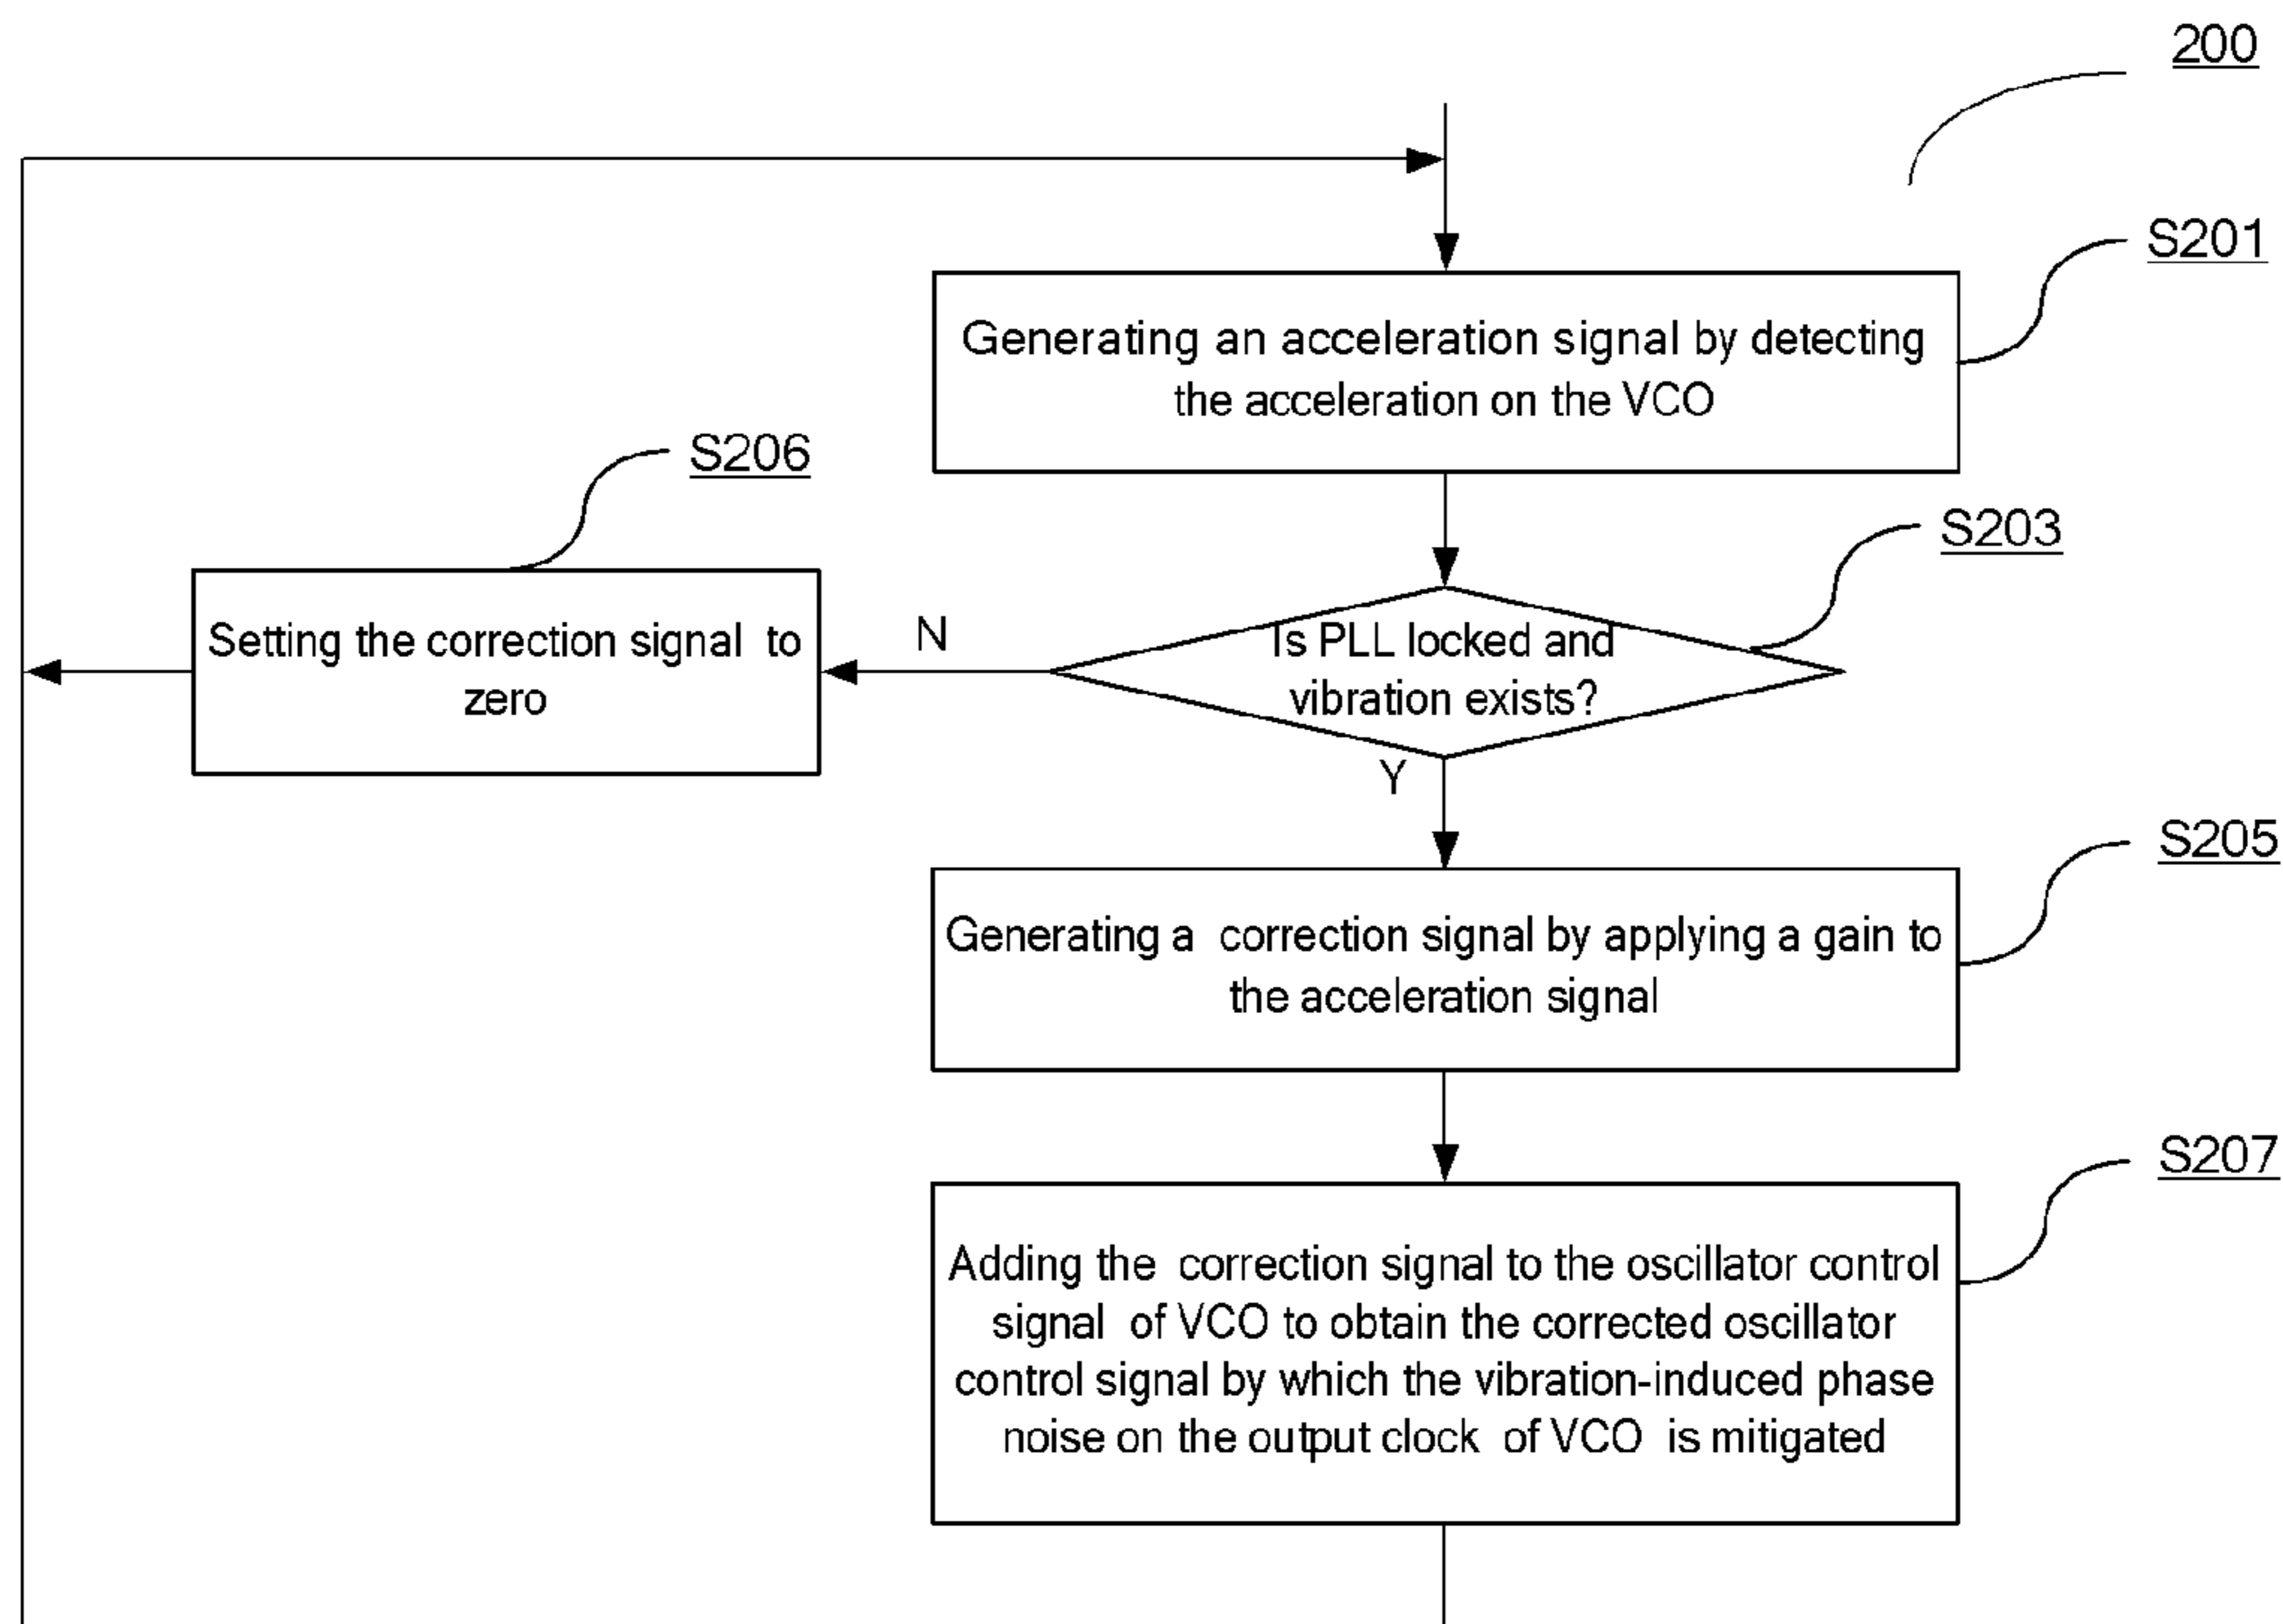 200
S201
Generating an acceleration signal by detecting
the acceleration on the VCO
S206
S203
Setting the correction signal to
zero
N
Is PLL locked and
vibration exists?
Y
S205
Generating a correction signal by applying a gain to
the acceleration signal
S207
Adding the correction signal to the oscillator control
signal of VCO to obtain the corrected oscillator
control signal by which the vibration-induced phase
noise on the output clock of VCO is mitigated